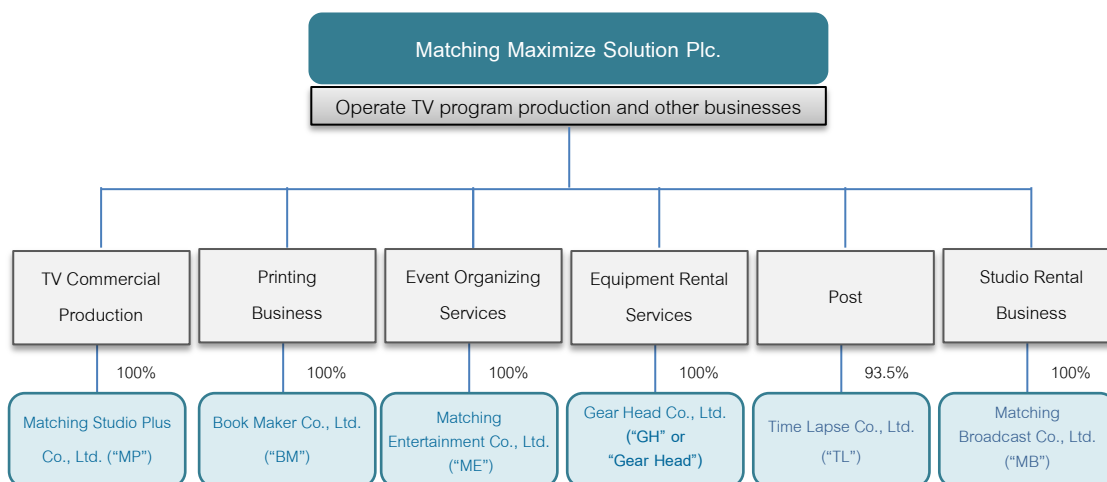 Matching Maximize Solution Plc.
Operate TV program production and other businesses
TV Commercial
Production
Printing
Business
Event Organizing
Services
Equipment Rental
Services
Post
Studio Rental
Business
100%
100%
100%
100%
93.5%
100%
Matching Studio Plus
Co., Ltd. (“MP”)
Book Maker Co., Ltd.
(“BM”)
Matching
Entertainment Co., Ltd.
(“ME”)
Gear Head Co., Ltd.
(“GH” or
“Gear Head”)
Time Lapse Co., Ltd.
(“TL”)
Matching
Broadcast Co., Ltd.
(“MB”)